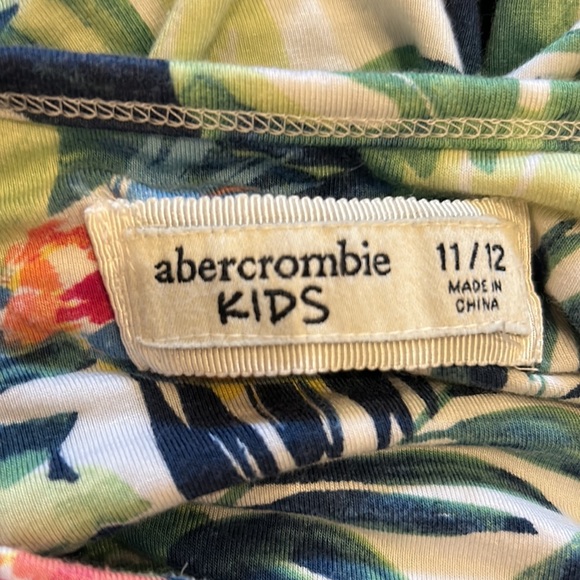 abercrombie
KIDS
11/12
MADE IN
CHINA